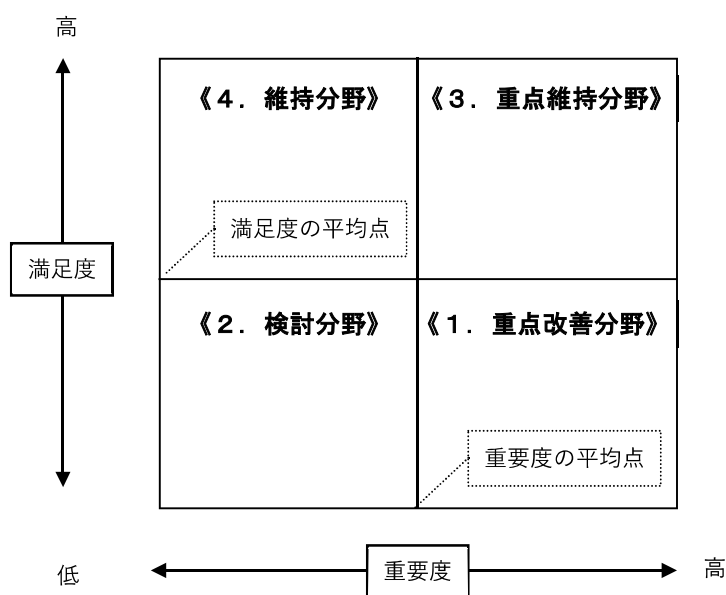 高
《４．維持分野》
《３．重点維持分野》
満足度の平均点
満足度
《２．検討分野》
《１．重点改善分野》
重要度の平均点
低
重要度
高